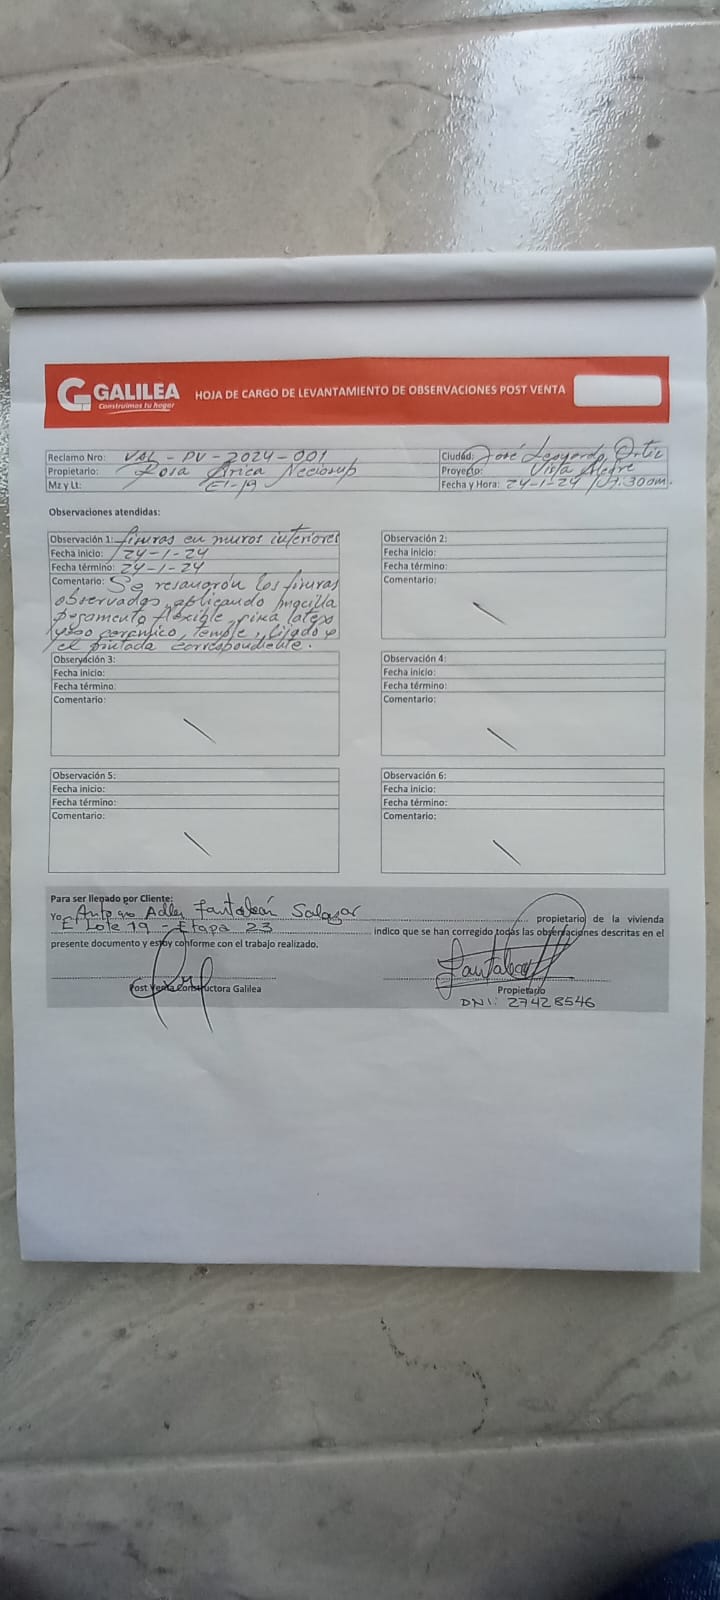 GALILEA
Construimos tu hogar
HOJA DE CARGO DE LEVANTAMIENTO DE OBSERVACIONES POST VENTA
Reclamo Nro: VAL-PV-2024-001
Ciudad: José Leonardo Ortiz
Propietario: Rosa Erica Neciosup
Proyecto: Vista Alegre
Mz y Lt: E1-19
Fecha y Hora: 24-1-24
Observaciones atendidas:
Observación 1: fisuras en muros interiores
Fecha inicio: 24-1-24
Fecha término: 24-1-24
Comentario: Se resanaron las fisuras
observadas, aplicando masilla
pegamento flexible, latex
yeso ceramico, temple, lijado y
el pintado correspondiente.
Observación 2:
Fecha inicio:
Fecha término:
Comentario:
Observación 3:
Fecha inicio:
Fecha término:
Comentario:
Observación 4:
Fecha inicio:
Fecha término:
Comentario:
Observación 5:
Fecha inicio:
Fecha término:
Comentario:
Observación 6:
Fecha inicio:
Fecha término:
Comentario:
Para ser llenado por Cliente:
Yo Antero Adler Fantaleán Salazar propietario de la vivienda
E Lote 19 - Etapa 23 indico que se han corregido todas las observaciones descritas en el
presente documento y estoy conforme con el trabajo realizado.
Post Venta Constructora Galilea
Propietario
DNI: 27428546